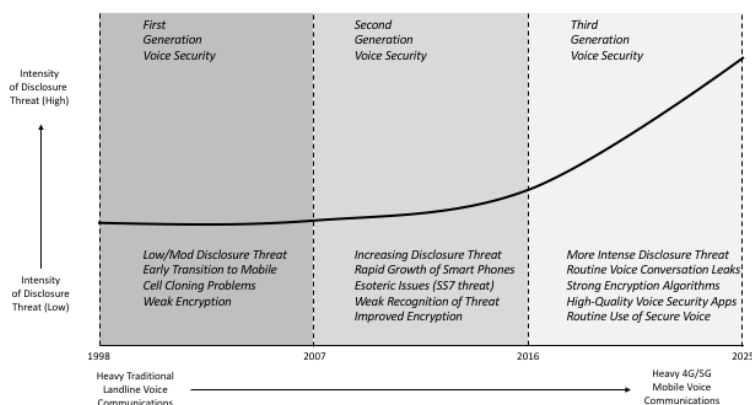 First
Generation
Voice Security
Second
Generation
Voice Security
Third
Generation
Voice Security
Intensity
of Disclosure
Threat (High)
Intensity
of Disclosure
Threat (Low)
Low/Mod Disclosure Threat
Early Transition to Mobile
Cell Cloning Problems
Weak Encryption
Increasing Disclosure Threat
Rapid Growth of Smart Phones
Esoteric Issues (SS7 threat)
Weak Recognition of Threat
Improved Encryption
More Intense Disclosure Threat
Routine Voice Conversation Leaks
Strong Encryption Algorithms
High-Quality Voice Security Apps
Routine Use of Secure Voice
1998
2007
2016
2025
Heavy Traditional
Landline Voice
Communications
Heavy 4G/5G
Mobile Voice
Communications